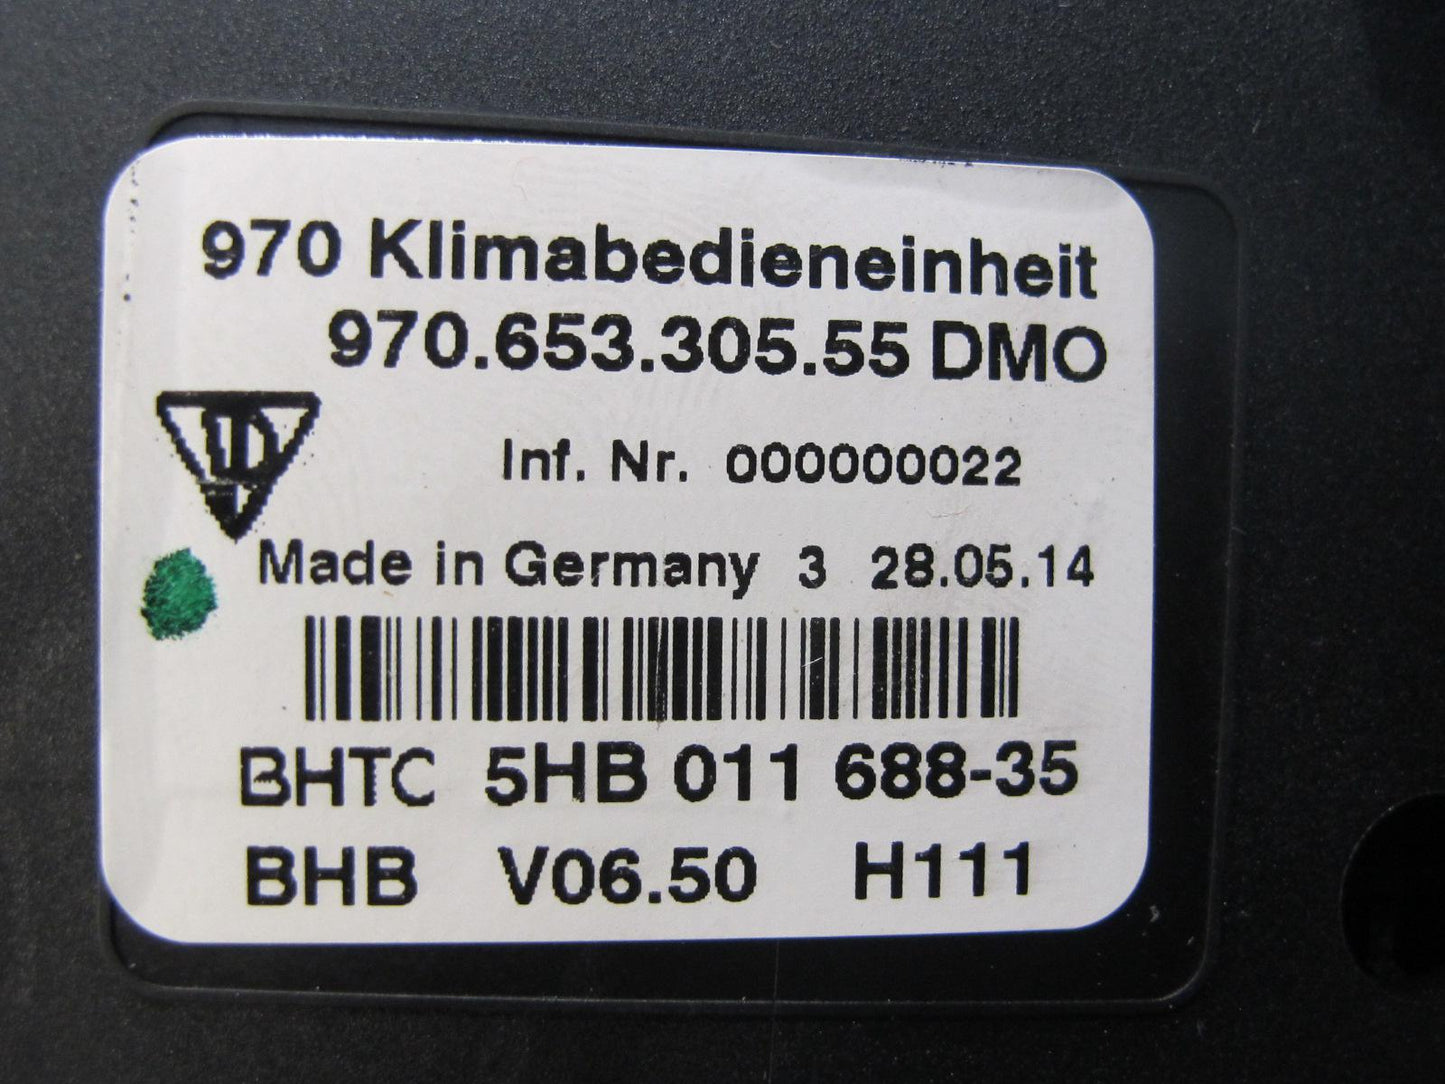 970 Klimabedieneinheit
970.653.305.55 DMO
Inf. Nr. 000000022
Made in Germany 3 28.05.14
BHTC 5HB 011 688-35
BHB V06.50 H111